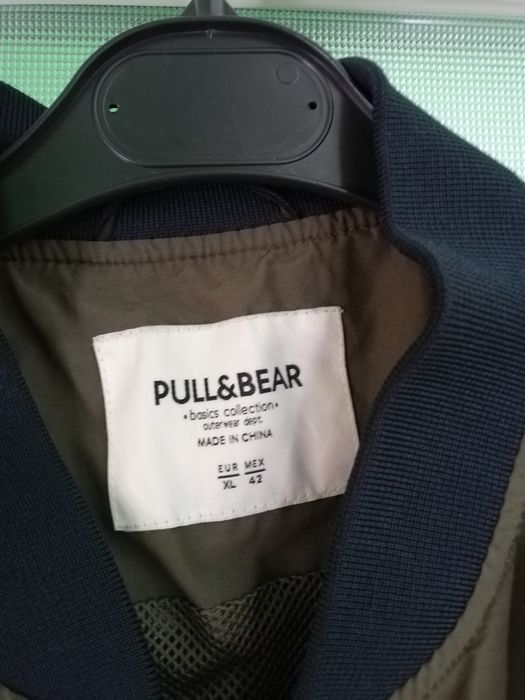 PULL&BEAR
•basics collection•
outerwear dept.
MADE IN CHINA
EUR MEX
XL 42